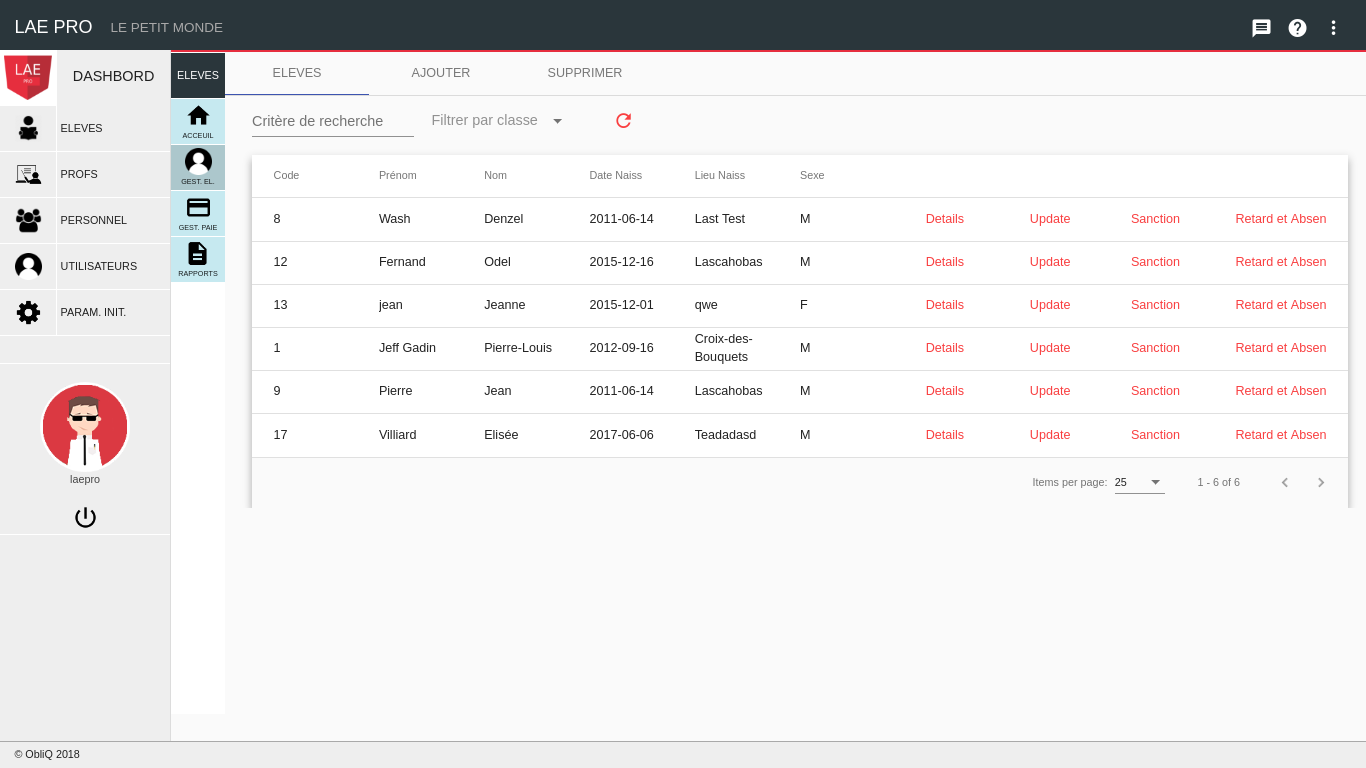 LAE PRO LE PETIT MONDE
LAE
PRO
DASHBORD
ELEVES
PROFS
PERSONNEL
UTILISATEURS
PARAM. INIT.
laepro
ELEVES
ACCEUIL
GEST. EL.
GEST. PAIE
RAPPORTS
ELEVES AJOUTER SUPPRIMER
Critère de recherche Filtrer par classe
Code Prénom Nom Date Naiss Lieu Naiss Sexe
8 Wash Denzel 2011-06-14 Last Test M Details Update Sanction Retard et Absen
12 Fernand Odel 2015-12-16 Lascahobas M Details Update Sanction Retard et Absen
13 jean Jeanne 2015-12-01 qwe F Details Update Sanction Retard et Absen
1 Jeff Gadin Pierre-Louis 2012-09-16 Croix-des-
Bouquets M Details Update Sanction Retard et Absen
9 Pierre Jean 2011-06-14 Lascahobas M Details Update Sanction Retard et Absen
17 Villiard Elisée 2017-06-06 Teadadasd M Details Update Sanction Retard et Absen
Items per page: 25 1 - 6 of 6
© ObliQ 2018